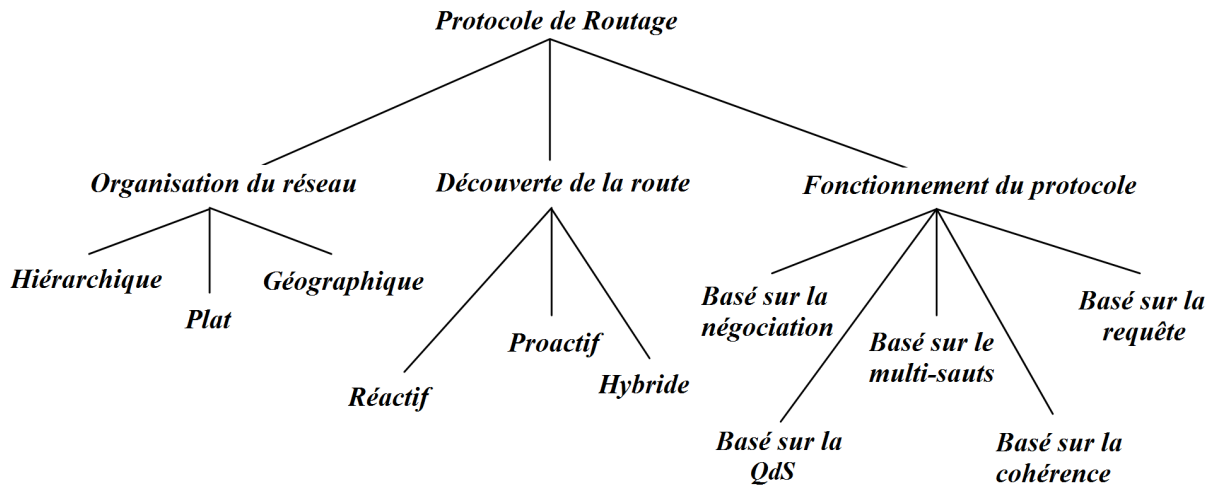 Protocole de Routage
Organisation du réseau
Découverte de la route
Fonctionnement du protocole
Hiérarchique
Plat
Géographique
Réactif
Proactif
Hybride
Basé sur la
négociation
Basé sur la
QdS
Basé sur le
multi-sauts
Basé sur la
cohérence
Basé sur la
requête